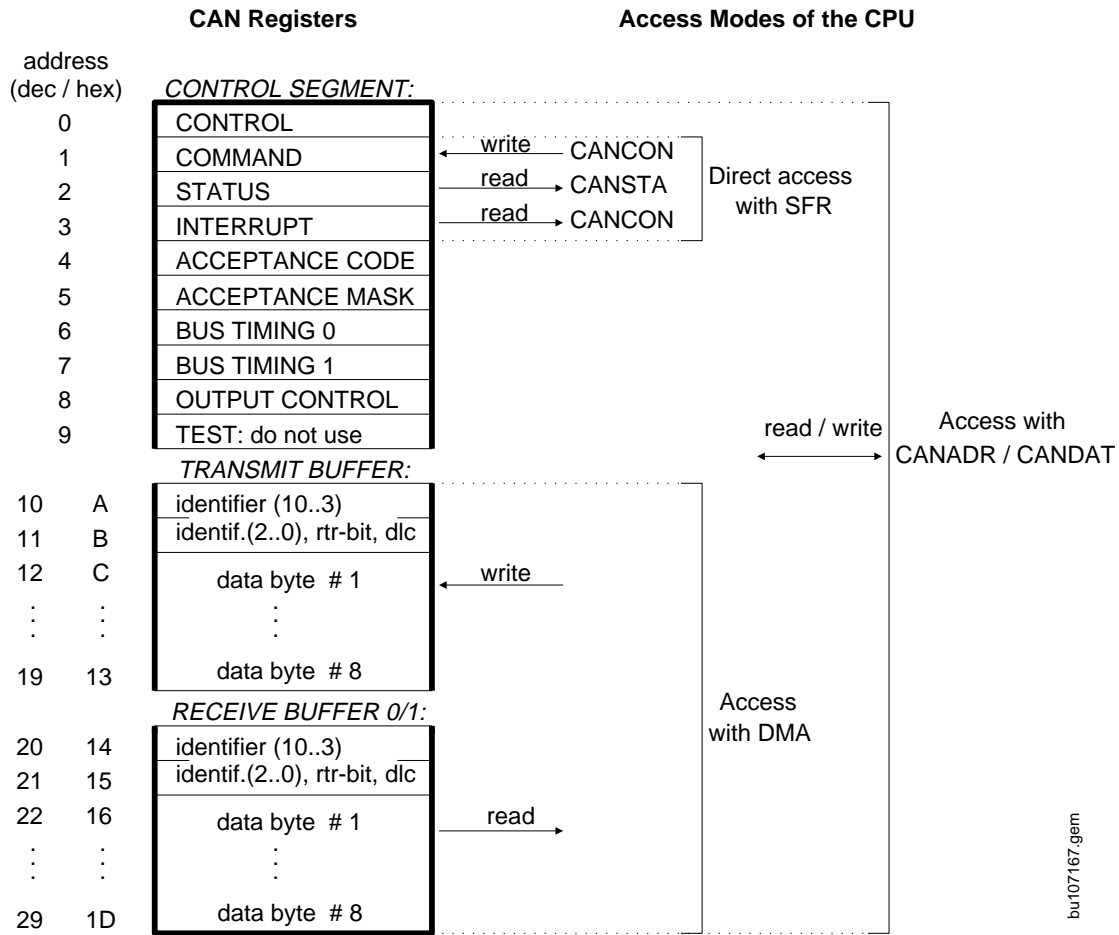 CAN Registers Access Modes of the CPU
address
(dec / hex) CONTROL SEGMENT:
0 CONTROL
1 COMMAND write CANCON
2 STATUS read CANSTA Direct access
3 INTERRUPT read CANCON with SFR
4 ACCEPTANCE CODE
5 ACCEPTANCE MASK
6 BUS TIMING 0
7 BUS TIMING 1
8 OUTPUT CONTROL
9 TEST: do not use read / write Access with
CANADR / CANDAT
TRANSMIT BUFFER:
10 A identifier (10..3)
11 B identif.(2..0), rtr-bit, dlc
12 C data byte # 1 write
. . .
. . .
. . .
19 13 data byte # 8
Access
with DMA
RECEIVE BUFFER 0/1:
20 14 identifier (10..3)
21 15 identif.(2..0), rtr-bit, dlc
22 16 data byte # 1 read
. . .
. . .
. . .
29 1D data byte # 8
bu107167.gem